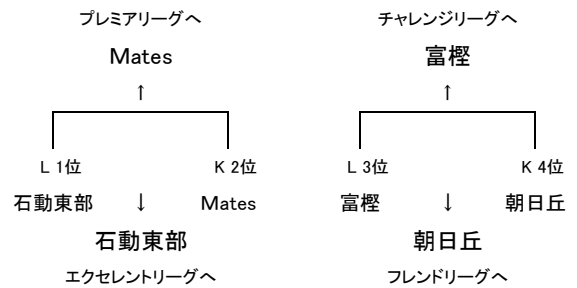 プレミアリーグへ
Mates
↑
L 1位 K 2位
石動東部 ↓ Mates
石動東部
エクセレントリーグへ
チャレンジリーグへ
富樫
↑
L 3位 K 4位
富樫 ↓ 朝日丘
朝日丘
フレンドリーグへ